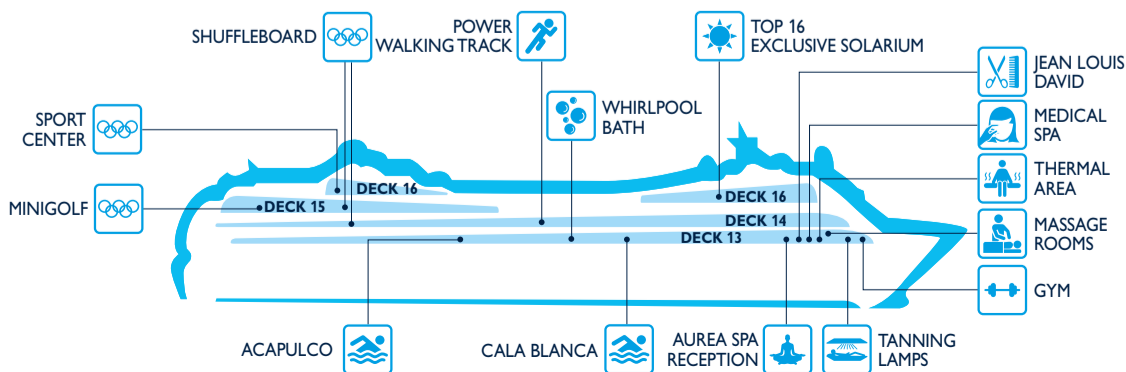 SHUFFLEBOARD
POWER
WALKING TRACK
TOP 16
EXCLUSIVE SOLARIUM
JEAN LOUIS
DAVID
SPORT
CENTER
WHIRLPOOL
BATH
MEDICAL
SPA
THERMAL
AREA
MINIGOLF
DECK 16
DECK 15
DECK 16
DECK 14
DECK 13
MASSAGE
ROOMS
GYM
ACAPULCO
CALA BLANCA
AUREA SPA
RECEPTION
TANNING
LAMPS